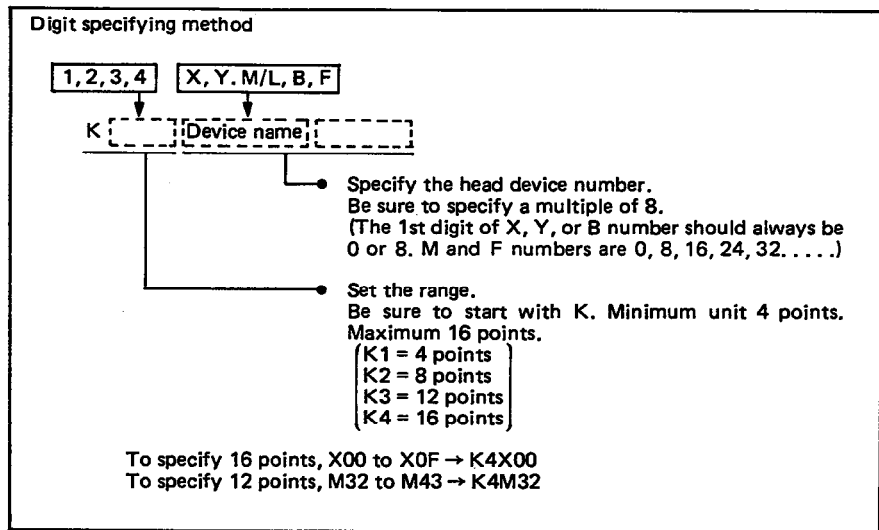 Digit specifying method
1, 2, 3, 4 X, Y. M/L, B, F
K Device name
Specify the head device number.
Be sure to specify a multiple of 8.
(The 1st digit of X, Y, or B number should always be
0 or 8. M and F numbers are 0, 8, 16, 24, 32. . . . .)
Set the range.
Be sure to start with K. Minimum unit 4 points.
Maximum 16 points.
K1 = 4 points
K2 = 8 points
K3 = 12 points
K4 = 16 points
To specify 16 points, X00 to X0F → K4X00
To specify 12 points, M32 to M43 → K4M32